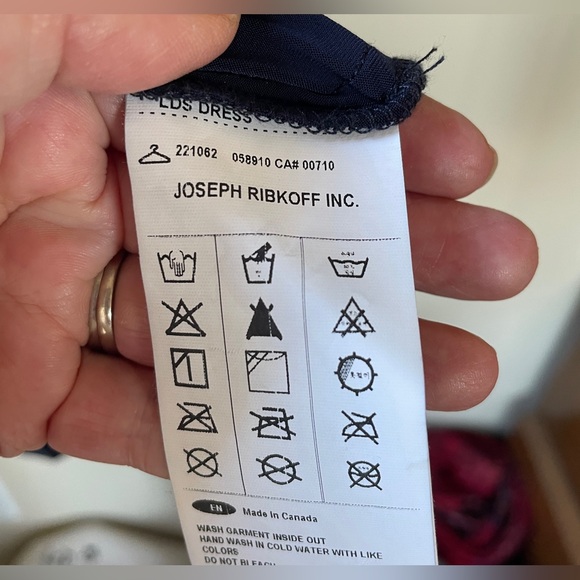 LDS DRESS
221062 058910 CA# 00710
JOSEPH RIBKOFF INC.
EN Made in Canada
WASH GARMENT INSIDE OUT
HAND WASH IN COLD WATER WITH LIKE
COLORS
DO NOT BLEACH